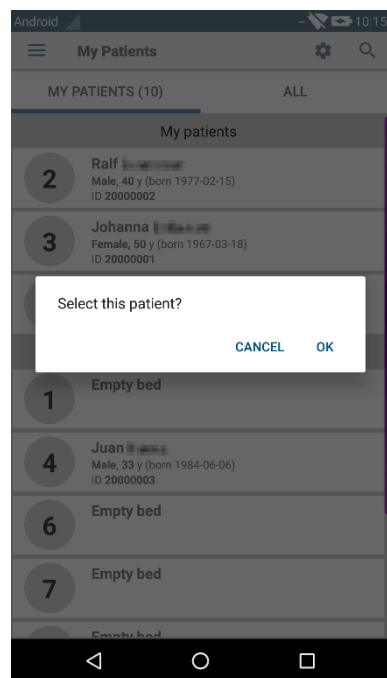 Android
10:15
My Patients
MY PATIENTS (10)
ALL
My patients
2
Ralf
Male, 40 y (born 1977-02-15)
ID 20000002
3
Johanna
Female, 50 y (born 1967-03-18)
ID 20000001
Select this patient?
CANCEL
OK
1
Empty bed
4
Juan
Male, 33 y (born 1984-06-06)
ID 20000003
6
Empty bed
7
Empty bed
Empty bed